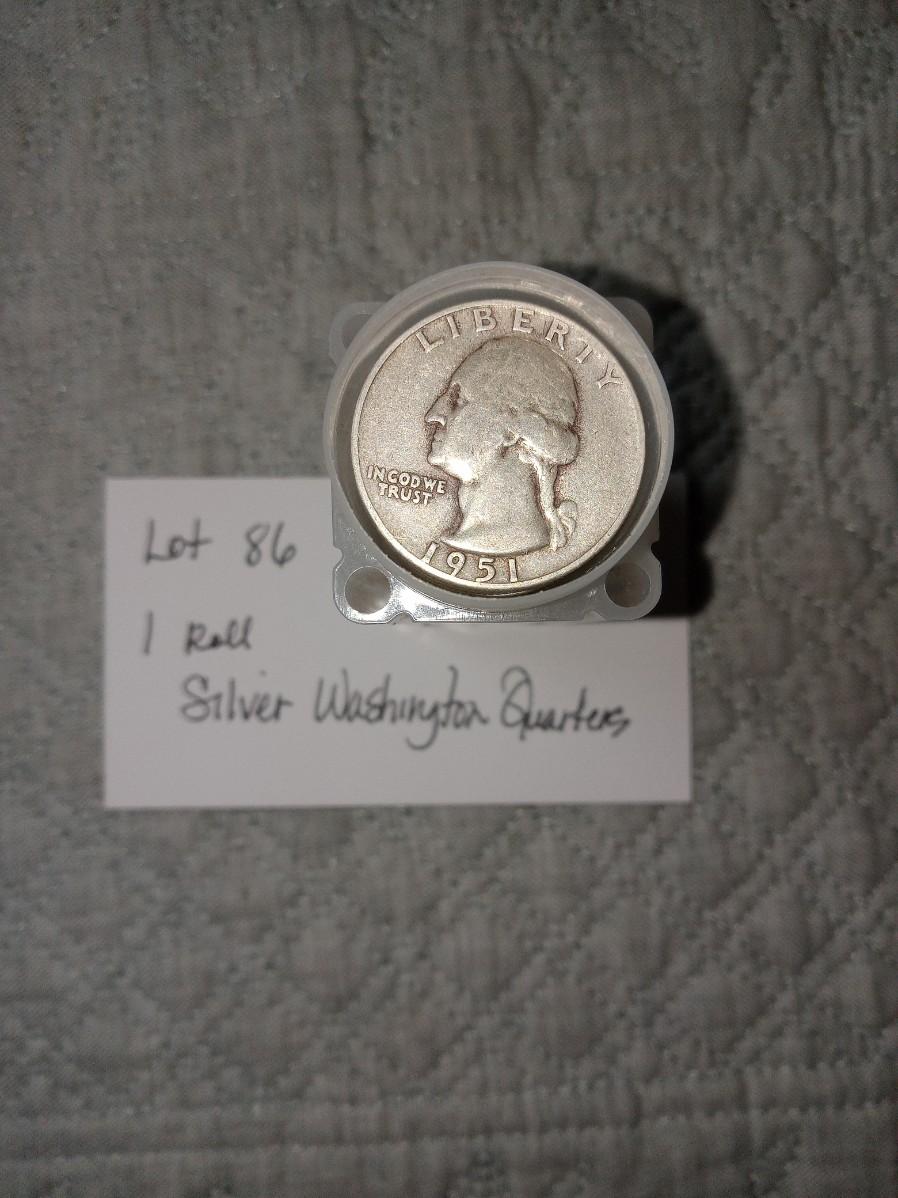 LIBERTY
IN GOD WE
TRUST
1951
Lot 86
1 Roll
Silver Washington Quarters